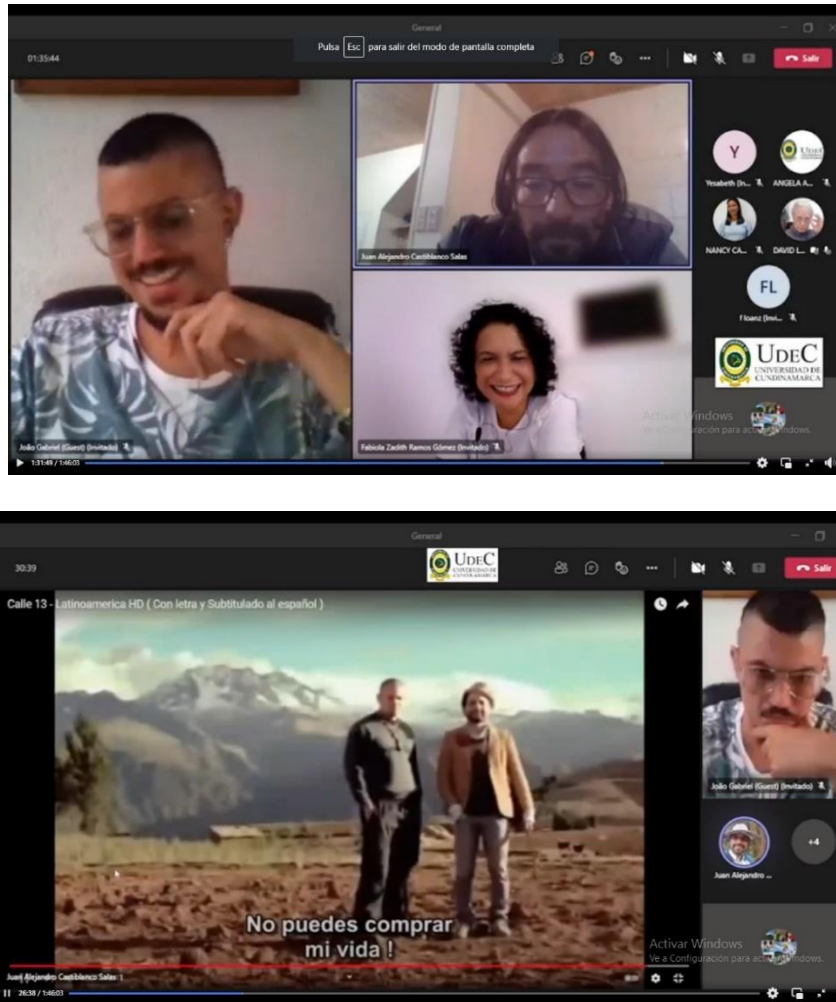 General
Pulsa Esc para salir del modo de pantalla completa
01:35:44
Salir
Y
UDEC
Yesabeth (In...
ANGELA A...
Juan Alejandro Castiblanco Salas
NANCY CA...
DAVID L...
FL
UDEC
UNIVERSIDAD DE
CUNDINAMARCA
Activar Windows
João Gabriel (Guest) (Invitado)
Fabiola Zadith Ramos Gómez (Invitado)
1:31:49 / 1:46:03
General
30:39
UDEC
UNIVERSIDAD DE
CUNDINAMARCA
Salir
Calle 13 - Latinoamerica HD ( Con letra y Subtitulado al español )
João Gabriel (Guest) (Invitado)
+4
Juan Alejandro ...
No puedes comprar
mi vida !
Activar Windows
Ve a Configuración para activar Windows.
Juan Alejandro Castiblanco Salas
26:38 / 1:46:03